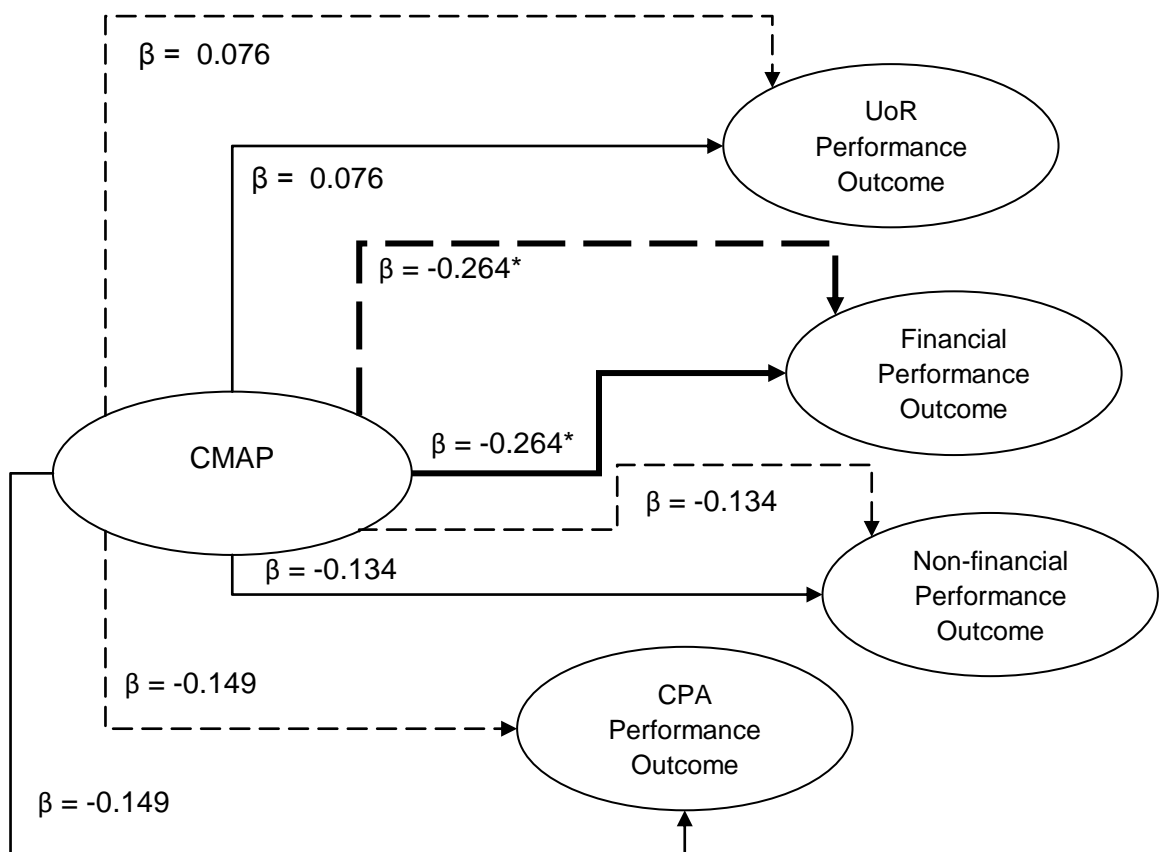 β = 0.076
UoR
Performance
Outcome
β = 0.076
β = -0.264*
Financial
Performance
Outcome
β = -0.264*
CMAP
β = -0.134
Non-financial
Performance
Outcome
β = -0.134
β = -0.149
CPA
Performance
Outcome
β = -0.149